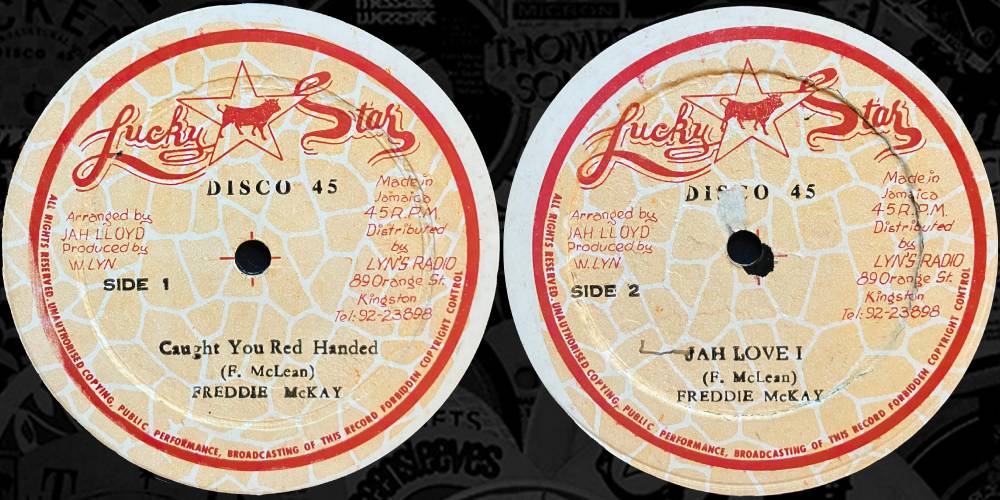 Lucky Star
DISCO 45
Arranged by
JAH LLOYD
Produced by
W. LYN
SIDE 1
Made in
Jamaica
45 R.P.M.
Distributed
by
LYN'S RADIO
89 Orange St.
Kingston
Tel: 92-23898
Caught You Red Handed
(F. McLean)
FREDDIE McKAY
ALL RIGHTS RESERVED. UNAUTHORISED COPYING, PUBLIC PERFORMANCE, BROADCASTING OF THIS RECORD FORBIDDEN COPYRIGHT CONTROL
Lucky Star
DISCO 45
Arranged by
JAH LLOYD
Produced by
W. LYN
SIDE 2
Made in
Jamaica
45 R.P.M.
Distributed
by
LYN'S RADIO
89 Orange St.
Kingston
Tel: 92-23898
JAH LOVE I
(F. McLean)
FREDDIE McKAY
ALL RIGHTS RESERVED. UNAUTHORISED COPYING, PUBLIC PERFORMANCE, BROADCASTING OF THIS RECORD FORBIDDEN COPYRIGHT CONTROL
MICRON